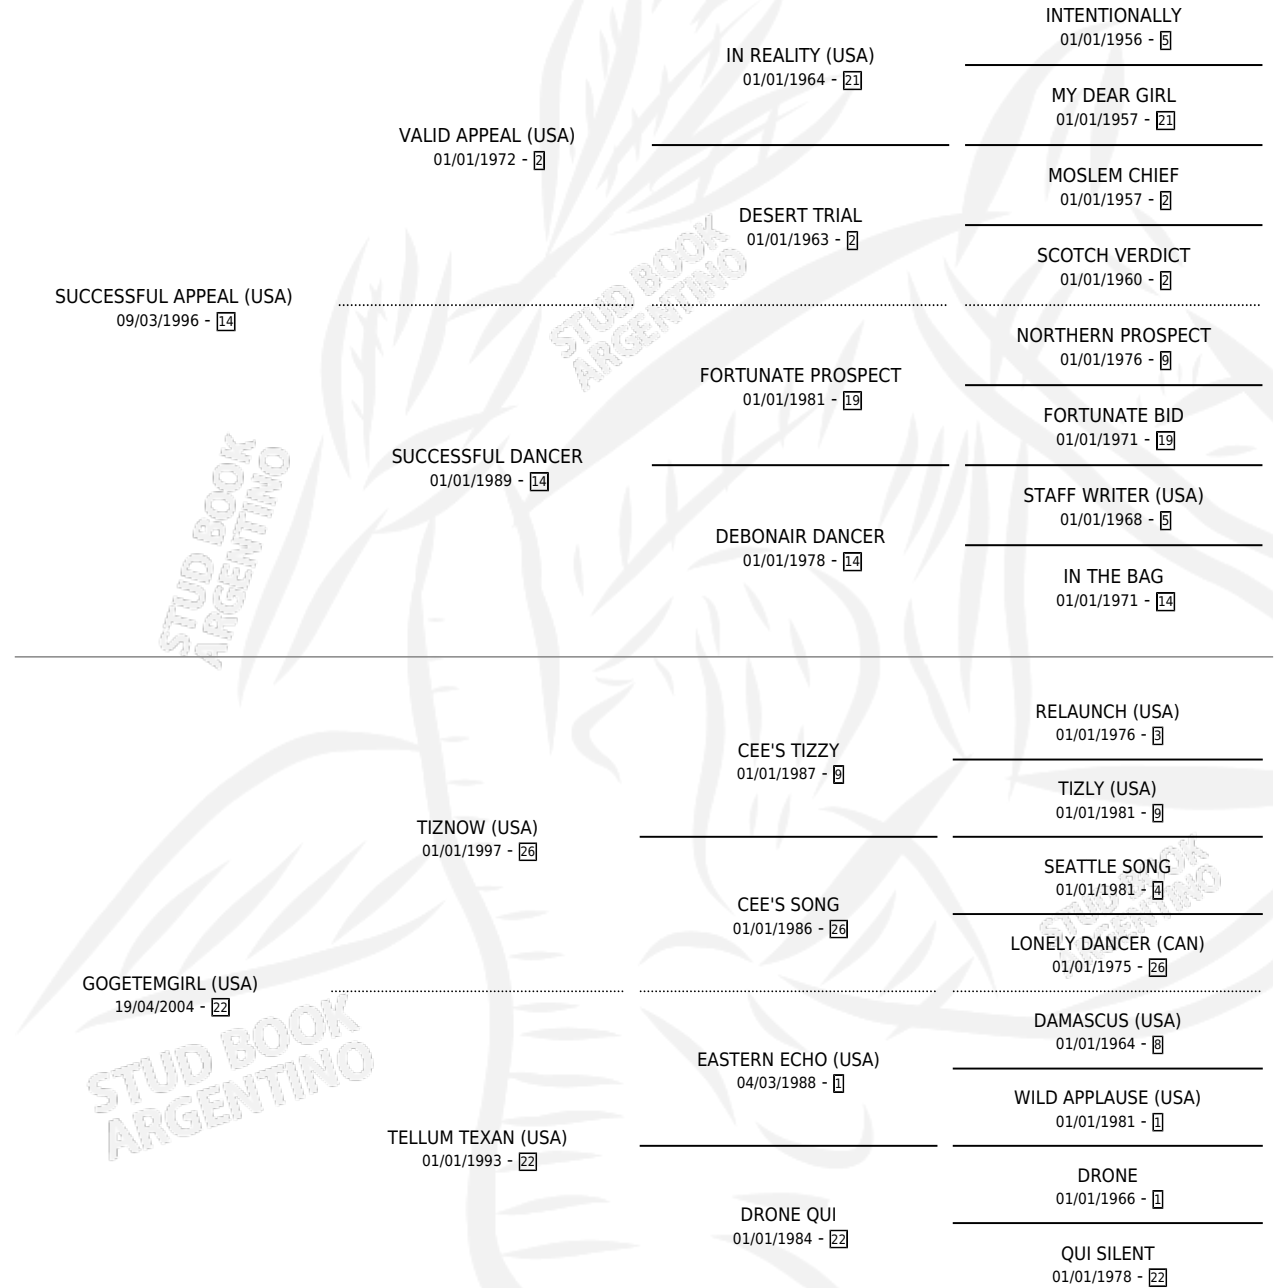 INTENTIONALLY
01/01/1956 - 5
IN REALITY (USA)
01/01/1964 - 21
MY DEAR GIRL
01/01/1957 - 21
VALID APPEAL (USA)
01/01/1972 - 2
MOSLEM CHIEF
01/01/1957 - 2
DESERT TRIAL
01/01/1963 - 2
SCOTCH VERDICT
01/01/1960 - 2
SUCCESSFUL APPEAL (USA)
09/03/1996 - 14
NORTHERN PROSPECT
01/01/1976 - 9
FORTUNATE PROSPECT
01/01/1981 - 19
FORTUNATE BID
01/01/1971 - 19
SUCCESSFUL DANCER
01/01/1989 - 14
STAFF WRITER (USA)
01/01/1968 - 5
DEBONAIR DANCER
01/01/1978 - 14
IN THE BAG
01/01/1971 - 14
RELAUNCH (USA)
01/01/1976 - 3
CEE'S TIZZY
01/01/1987 - 9
TIZLY (USA)
01/01/1981 - 9
TIZNOW (USA)
01/01/1997 - 26
SEATTLE SONG
01/01/1981 - 4
CEE'S SONG
01/01/1986 - 26
LONELY DANCER (CAN)
01/01/1975 - 26
GOGETEMGIRL (USA)
19/04/2004 - 22
DAMASCUS (USA)
01/01/1964 - 8
EASTERN ECHO (USA)
04/03/1988 - 1
WILD APPLAUSE (USA)
01/01/1981 - 1
TELLUM TEXAN (USA)
01/01/1993 - 22
DRONE
01/01/1966 - 1
DRONE QUI
01/01/1984 - 22
QUI SILENT
01/01/1978 - 22
STUD BOOK
ARGENTINO
STUD BOOK
ARGENTINO
STUD BOOK
ARGENTINO
STUD BOOK
ARGENTINO